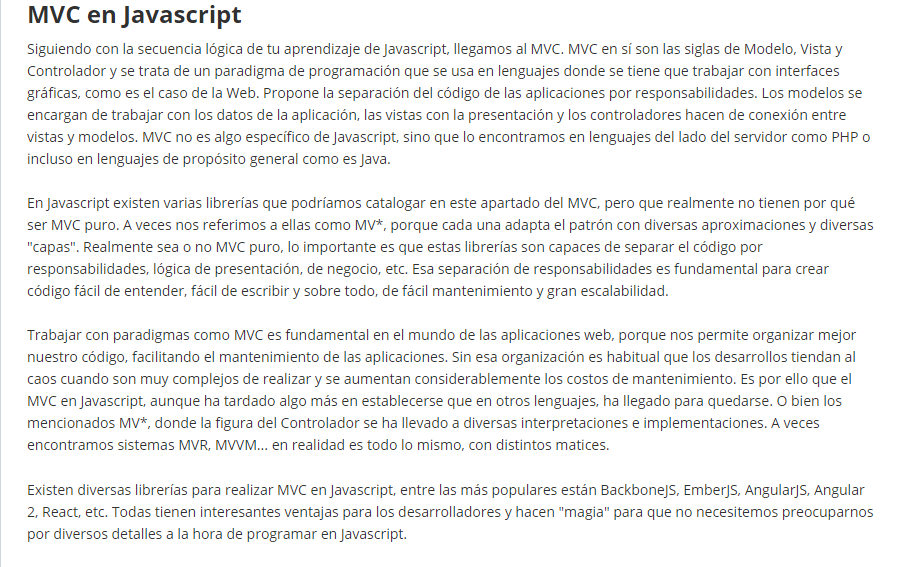 MVC en Javascript
Siguiendo con la secuencia lógica de tu aprendizaje de Javascript, llegamos al MVC. MVC en sí son las siglas de Modelo, Vista y
Controlador y se trata de un paradigma de programación que se usa en lenguajes donde se tiene que trabajar con interfaces
gráficas, como es el caso de la Web. Propone la separación del código de las aplicaciones por responsabilidades. Los modelos se
encargan de trabajar con los datos de la aplicación, las vistas con la presentación y los controladores hacen de conexión entre
vistas y modelos. MVC no es algo específico de Javascript, sino que lo encontramos en lenguajes del lado del servidor como PHP o
incluso en lenguajes de propósito general como es Java.
En Javascript existen varias librerías que podríamos catalogar en este apartado del MVC, pero que realmente no tienen por qué
ser MVC puro. A veces nos referimos a ellas como MV*, porque cada una adapta el patrón con diversas aproximaciones y diversas
"capas". Realmente sea o no MVC puro, lo importante es que estas librerías son capaces de separar el código por
responsabilidades, lógica de presentación, de negocio, etc. Esa separación de responsabilidades es fundamental para crear
código fácil de entender, fácil de escribir y sobre todo, de fácil mantenimiento y gran escalabilidad.
Trabajar con paradigmas como MVC es fundamental en el mundo de las aplicaciones web, porque nos permite organizar mejor
nuestro código, facilitando el mantenimiento de las aplicaciones. Sin esa organización es habitual que los desarrollos tiendan al
caos cuando son muy complejos de realizar y se aumentan considerablemente los costos de mantenimiento. Es por ello que el
MVC en Javascript, aunque ha tardado algo más en establecerse que en otros lenguajes, ha llegado para quedarse. O bien los
mencionados MV*, donde la figura del Controlador se ha llevado a diversas interpretaciones e implementaciones. A veces
encontramos sistemas MVR, MVVM... en realidad es todo lo mismo, con distintos matices.
Existen diversas librerías para realizar MVC en Javascript, entre las más populares están BackboneJS, EmberJS, AngularJS, Angular
2, React, etc. Todas tienen interesantes ventajas para los desarrolladores y hacen "magia" para que no necesitemos preocuparnos
por diversos detalles a la hora de programar en Javascript.